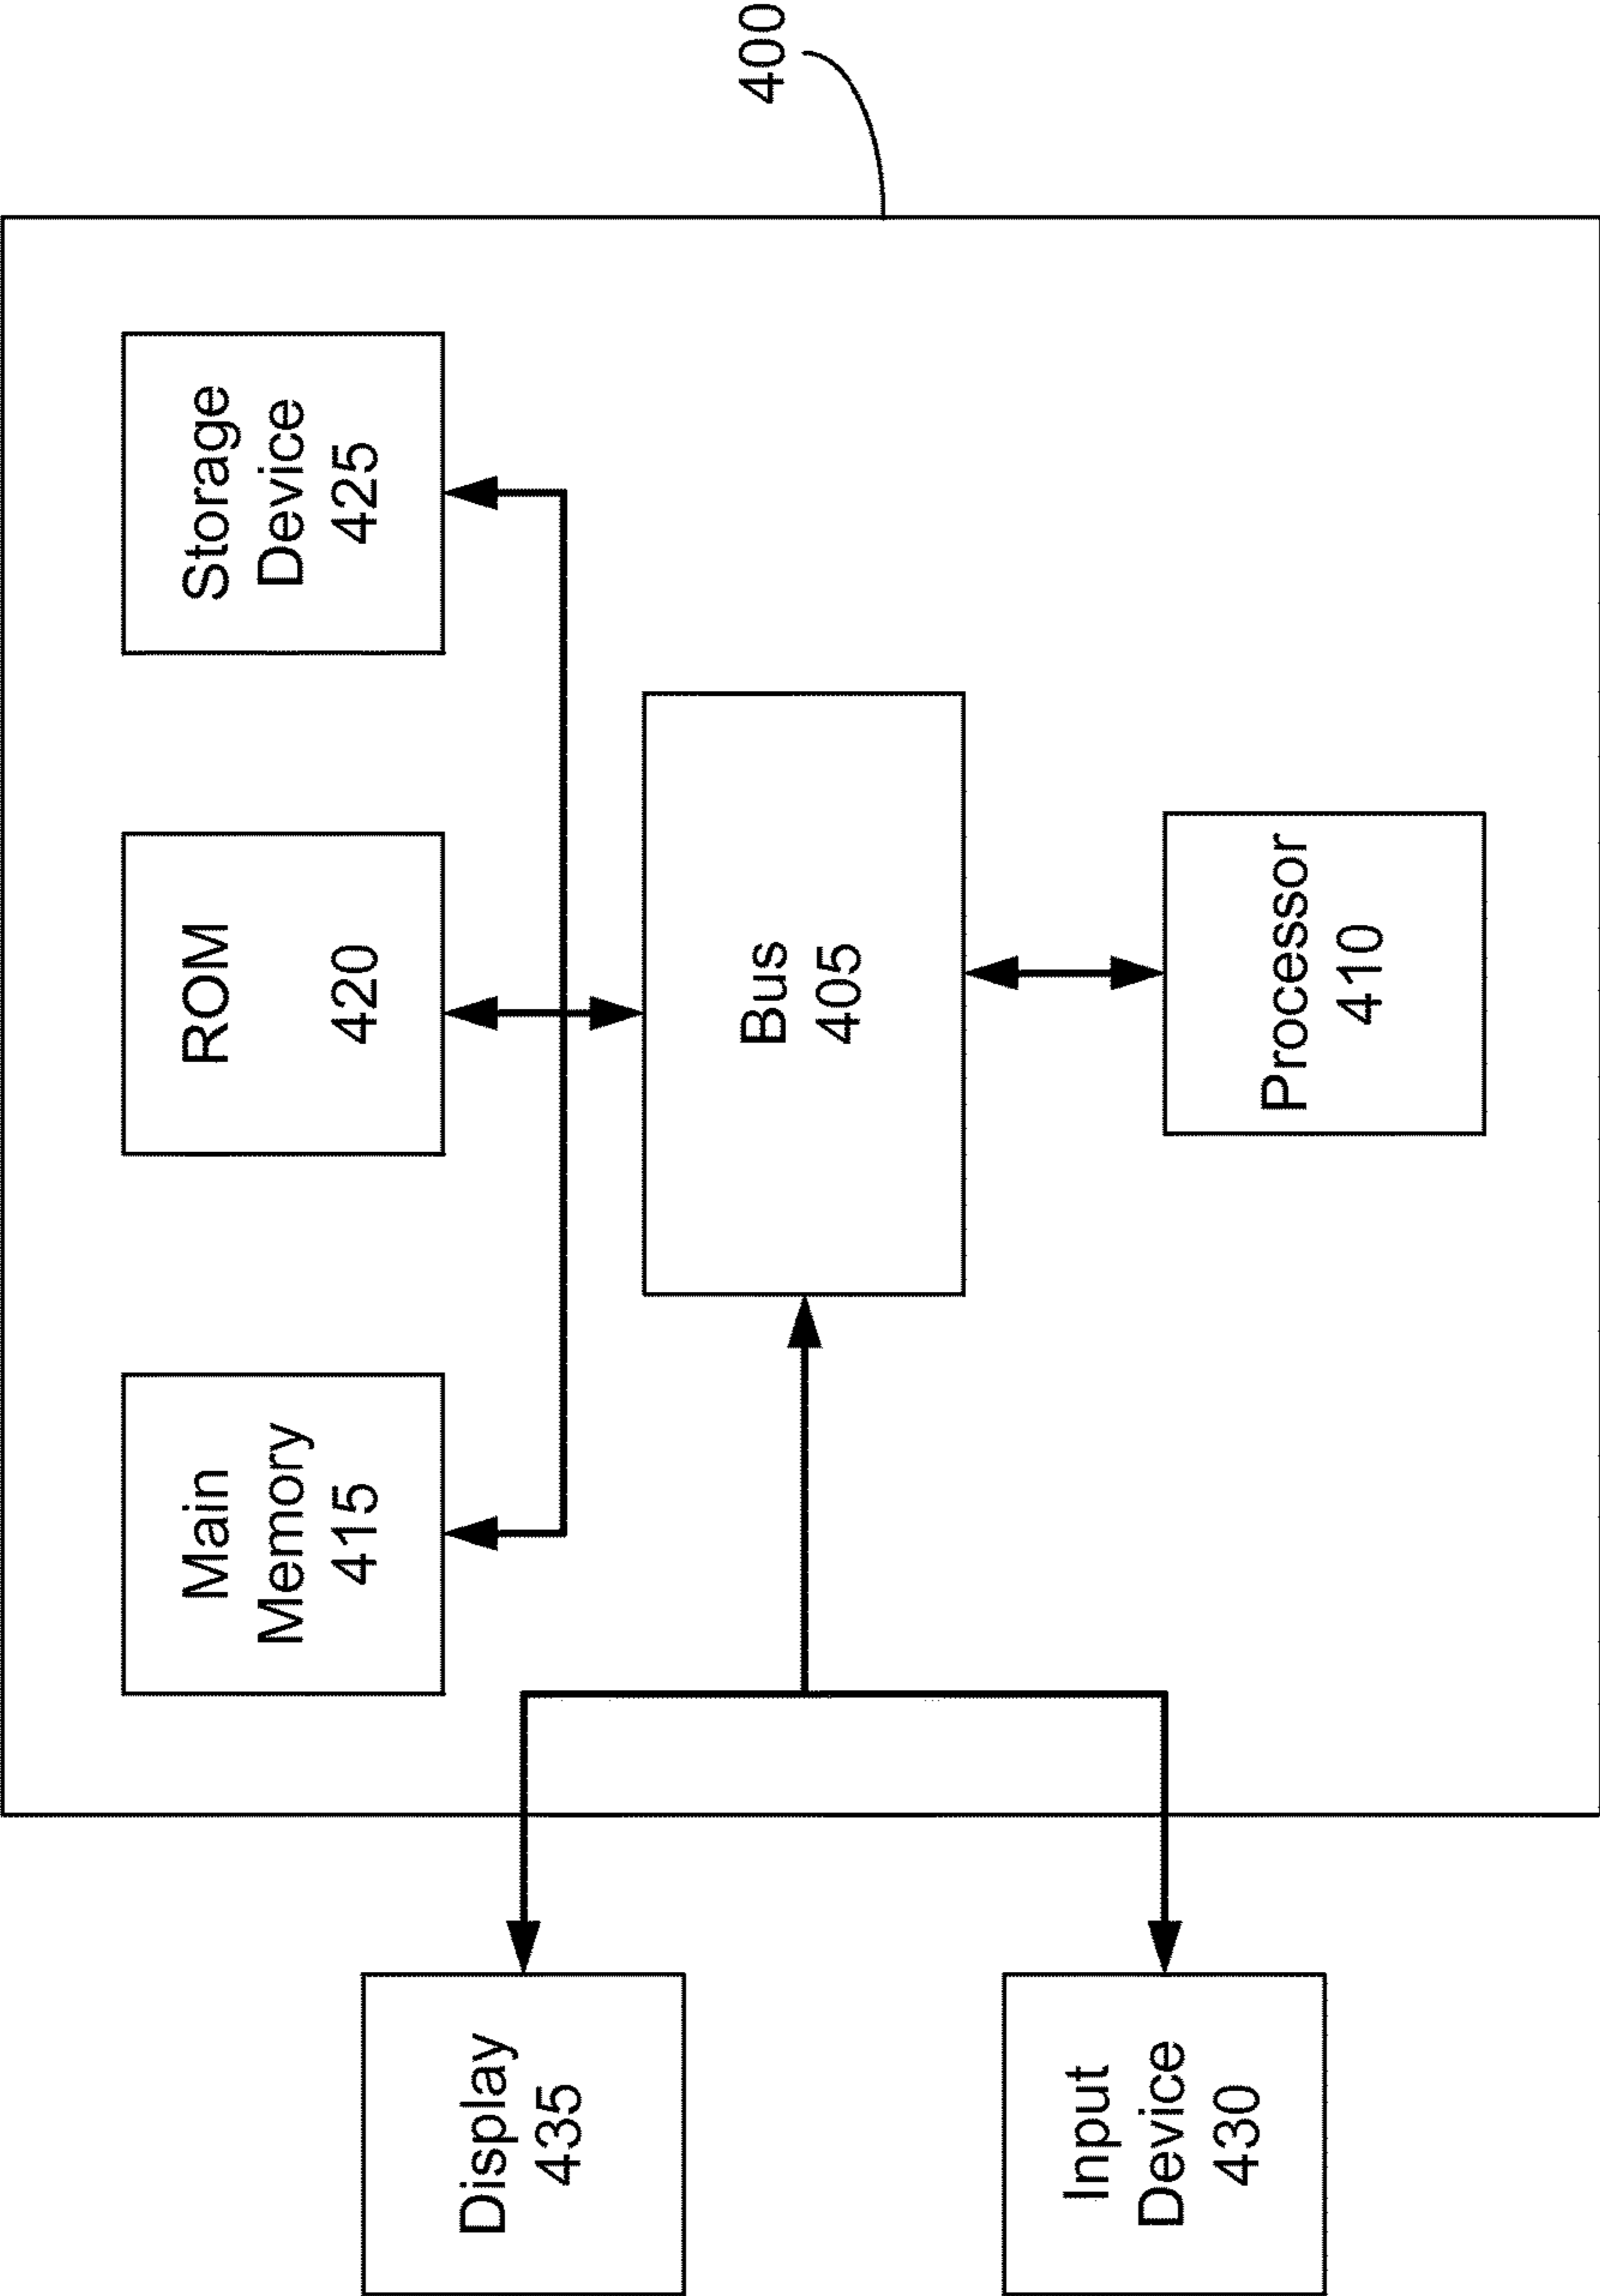 400
Main
Memory
415
ROM
420
Storage
Device
425
Display
435
Bus
405
Input
Device
430
Processor
410